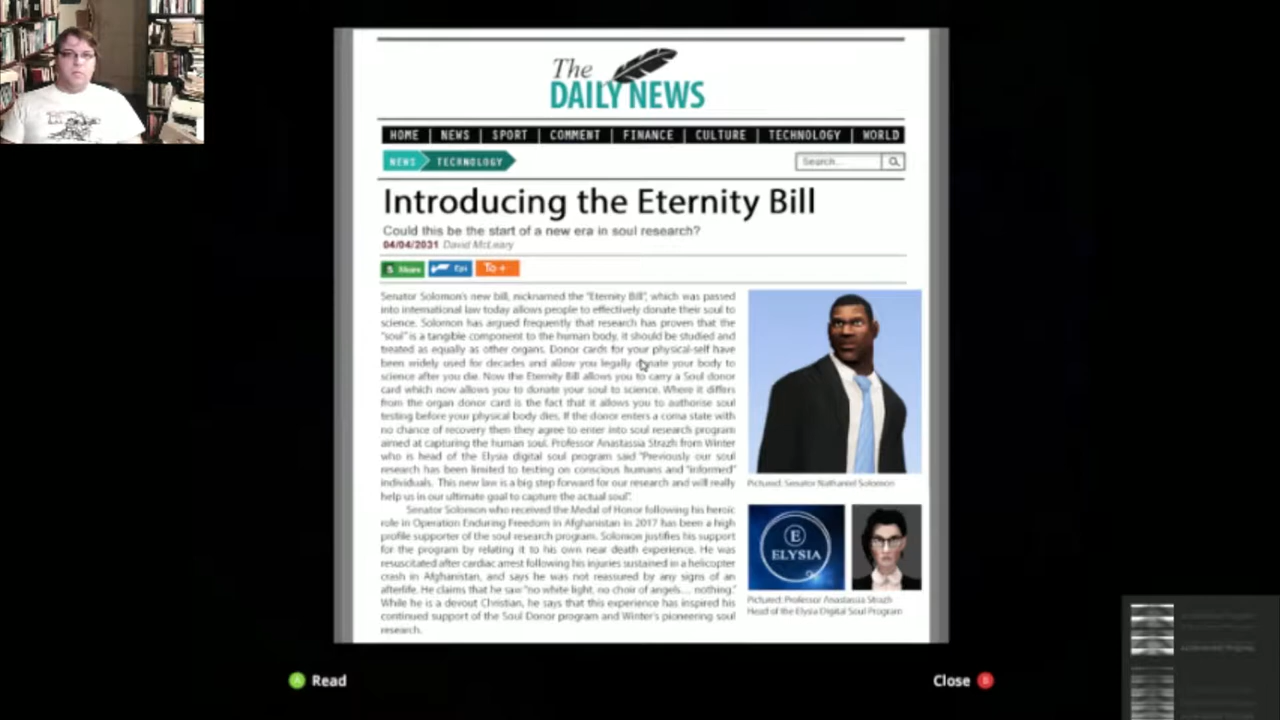 The
DAILY NEWS
HOME | NEWS | SPORT | COMMENT | FINANCE | CULTURE | TECHNOLOGY | WORLD
NEWS TECHNOLOGY
Search...
Introducing the Eternity Bill
Could this be the start of a new era in soul research?
04/04/2031 David McLeary
Share
To +
Senator Solomon's new bill, nicknamed the "Eternity Bill", which was passed
into international law today allows people to effectively donate their soul to
science. Solomon has argued frequently that research has proven that the
"soul" is a tangible component to the human body, it should be studied and
treated as equally as other organs. Donor cards for your physical-self have
been widely used for decades and allow you legally donate your body to
science after you die. Now the Eternity Bill allows you to carry a Soul donor
card which now allows you to donate your soul to science. Where it differs
from the organ donor card is the fact that it allows you to authorise soul
testing before your physical body dies. If the donor enters a coma state with
no chance of recovery then they agree to enter into soul research program
aimed at capturing the human soul. Professor Anastassia Strazh from Winter
who is head of the Elysia digital soul program said "Previously our soul
research has been limited to testing on conscious humans and "informed"
individuals. This new law is a big step forward for our research and will really
help us in our ultimate goal to capture the actual soul".
Senator Solomon who received the Medal of Honor following his heroic
role in Operation Enduring Freedom in Afghanistan in 2017 has been a high
profile supporter of the soul research program. Solomon justifies his support
for the program by relating it to his own near death experience. He was
resuscitated after cardiac arrest following his injuries sustained in a helicopter
crash in Afghanistan, and says he was not reassured by any signs of an
afterlife. He claims that he saw "no white light, no choir of angels... nothing."
While he is a devout Christian, he says that this experience has inspired his
continued support of the Soul Donor program and Winter's pioneering soul
research.
Pictured: Senator Nathaniel Solomon
E
ELYSIA
Pictured: Professor Anastassia Strazh
Head of the Elysia Digital Soul Program
A Read
Close B